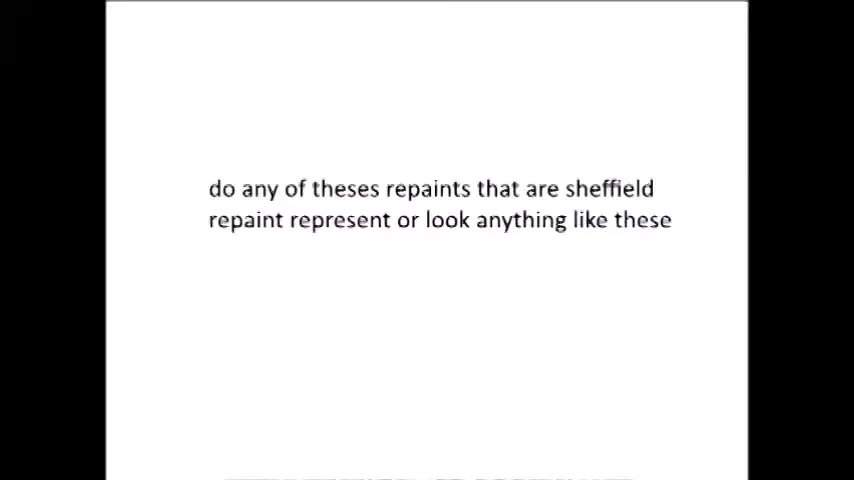 do any of theses repaints that are sheffield
repaint represent or look anything like these